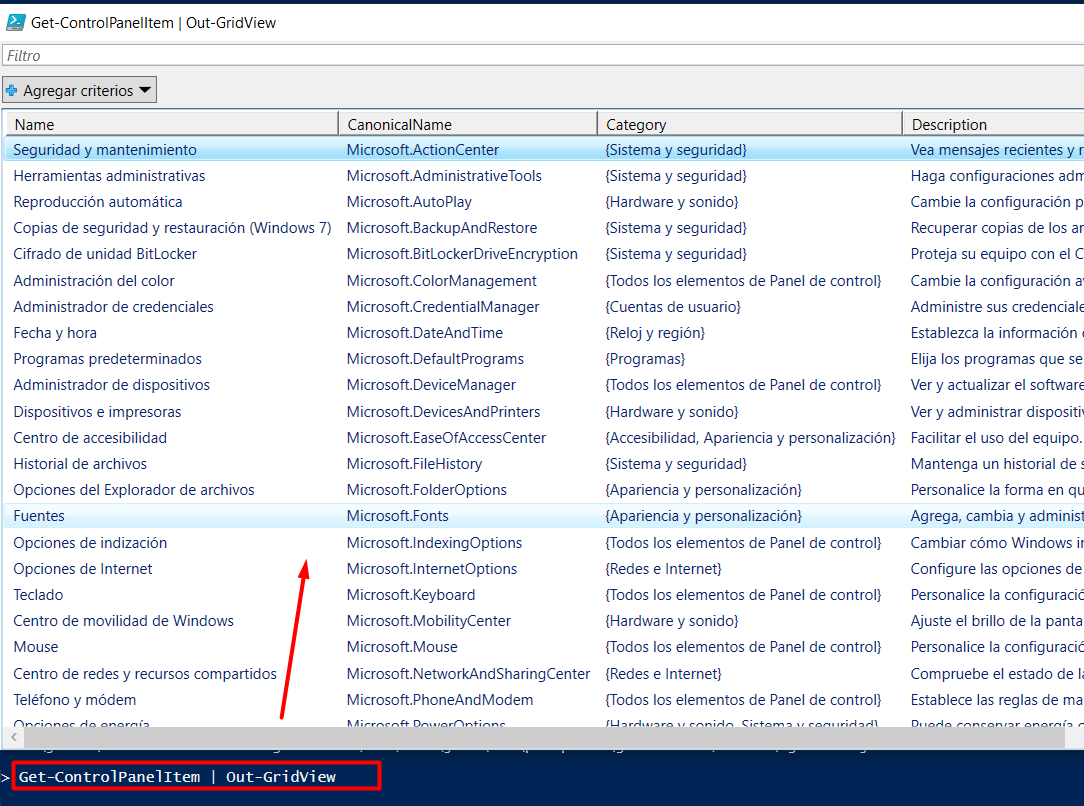 Get-ControlPanelItem | Out-GridView
Filtro
Agregar criterios
Name CanonicalName Category Description
Seguridad y mantenimiento Microsoft.ActionCenter {Sistema y seguridad} Vea mensajes recientes y r
Herramientas administrativas Microsoft.AdministrativeTools {Sistema y seguridad} Haga configuraciones adm
Reproducción automática Microsoft.AutoPlay {Hardware y sonido} Cambie la configuración p
Copias de seguridad y restauración (Windows 7) Microsoft.BackupAndRestore {Sistema y seguridad} Recuperar copias de los ar
Cifrado de unidad BitLocker Microsoft.BitLockerDriveEncryption {Sistema y seguridad} Proteja su equipo con el C
Administración del color Microsoft.ColorManagement {Todos los elementos de Panel de control} Cambie la configuración av
Administrador de credenciales Microsoft.CredentialManager {Cuentas de usuario} Administre sus credenciale
Fecha y hora Microsoft.DateAndTime {Reloj y región} Establezca la información
Programas predeterminados Microsoft.DefaultPrograms {Programas} Elija los programas que se
Administrador de dispositivos Microsoft.DeviceManager {Todos los elementos de Panel de control} Ver y actualizar el software
Dispositivos e impresoras Microsoft.DevicesAndPrinters {Hardware y sonido} Ver y administrar dispositiv
Centro de accesibilidad Microsoft.EaseOfAccessCenter {Accesibilidad, Apariencia y personalización} Facilitar el uso del equipo.
Historial de archivos Microsoft.FileHistory {Sistema y seguridad} Mantenga un historial de s
Opciones del Explorador de archivos Microsoft.FolderOptions {Apariencia y personalización} Personalice la forma en qu
Fuentes Microsoft.Fonts {Apariencia y personalización} Agrega, cambia y administ
Opciones de indización Microsoft.IndexingOptions {Todos los elementos de Panel de control} Cambiar cómo Windows in
Opciones de Internet Microsoft.InternetOptions {Redes e Internet} Configure las opciones de
Teclado Microsoft.Keyboard {Todos los elementos de Panel de control} Personalice la configuració
Centro de movilidad de Windows Microsoft.MobilityCenter {Hardware y sonido} Ajuste el brillo de la panta
Mouse Microsoft.Mouse {Todos los elementos de Panel de control} Personalice la configuració
Centro de redes y recursos compartidos Microsoft.NetworkAndSharingCenter {Redes e Internet} Compruebe el estado de la
Teléfono y módem Microsoft.PhoneAndModem {Todos los elementos de Panel de control} Establece las reglas de ma
Opciones de energía Microsoft.PowerOptions {Hardware y sonido, Sistema y seguridad} Puede conservar energía o
> Get-ControlPanelItem | Out-GridView